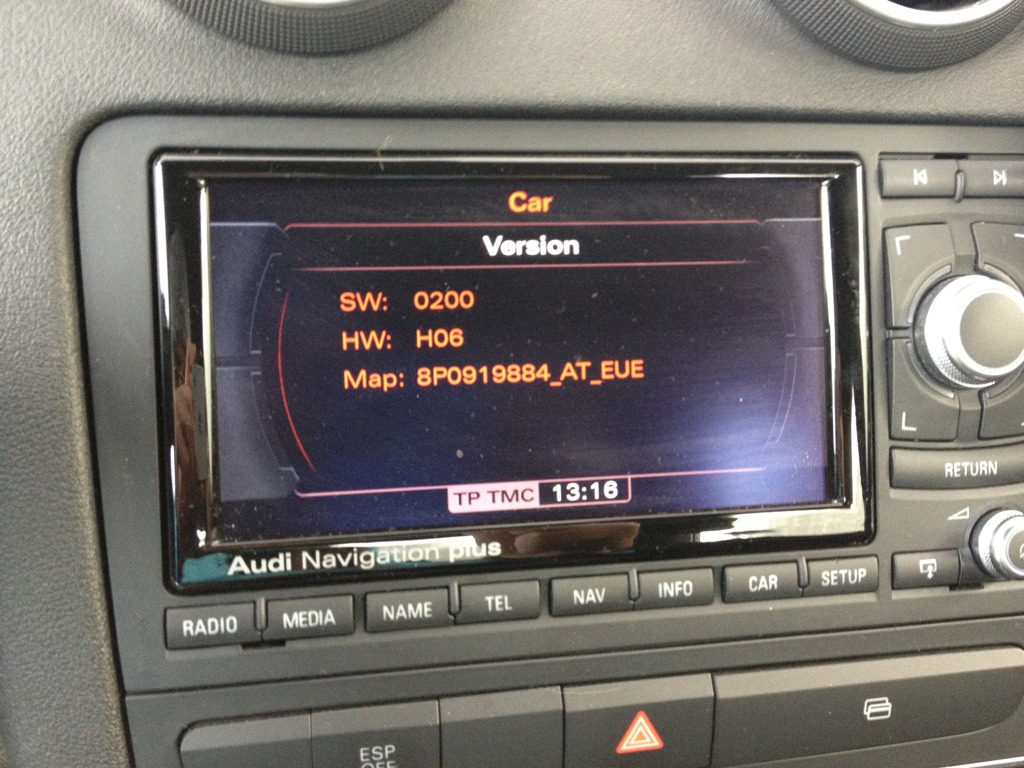 Car
Version
SW: 0200
HW: H06
Map: 8P0919884_AT_EUE
TP TMC 13:16
Audi Navigation plus
RETURN
RADIO MEDIA NAME TEL NAV INFO CAR SETUP
ESP
OFF